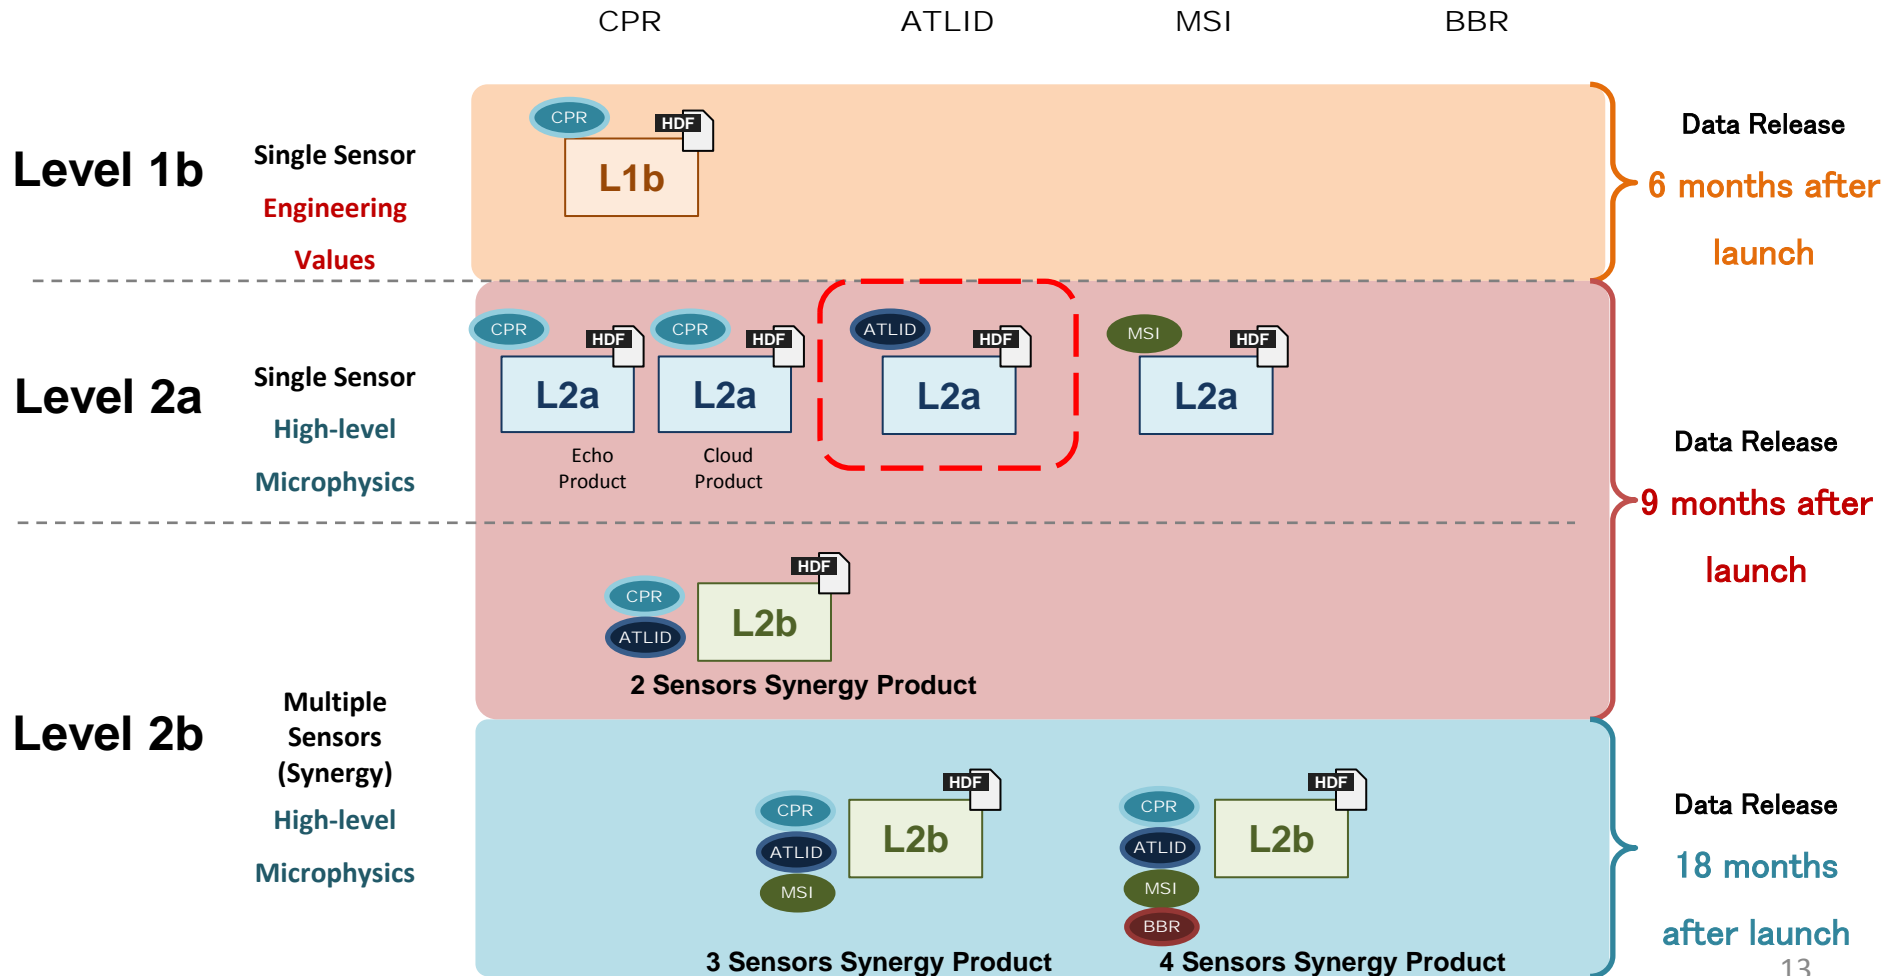 CPR ATLID MSI BBR
CPR
HDF
L1b
Level 1b
Single Sensor
Engineering
Values
Data Release
6 months after
launch
CPR
HDF
L2a
Echo
Product
CPR
HDF
L2a
Cloud
Product
ATLID
HDF
L2a
MSI
HDF
L2a
Level 2a
Single Sensor
High-level
Microphysics
Data Release
9 months after
launch
CPR
ATLID
HDF
L2b
2 Sensors Synergy Product
Level 2b
Multiple
Sensors
(Synergy)
High-level
Microphysics
CPR
ATLID
MSI
HDF
L2b
3 Sensors Synergy Product
CPR
ATLID
MSI
BBR
HDF
L2b
4 Sensors Synergy Product
Data Release
18 months
after launch
13